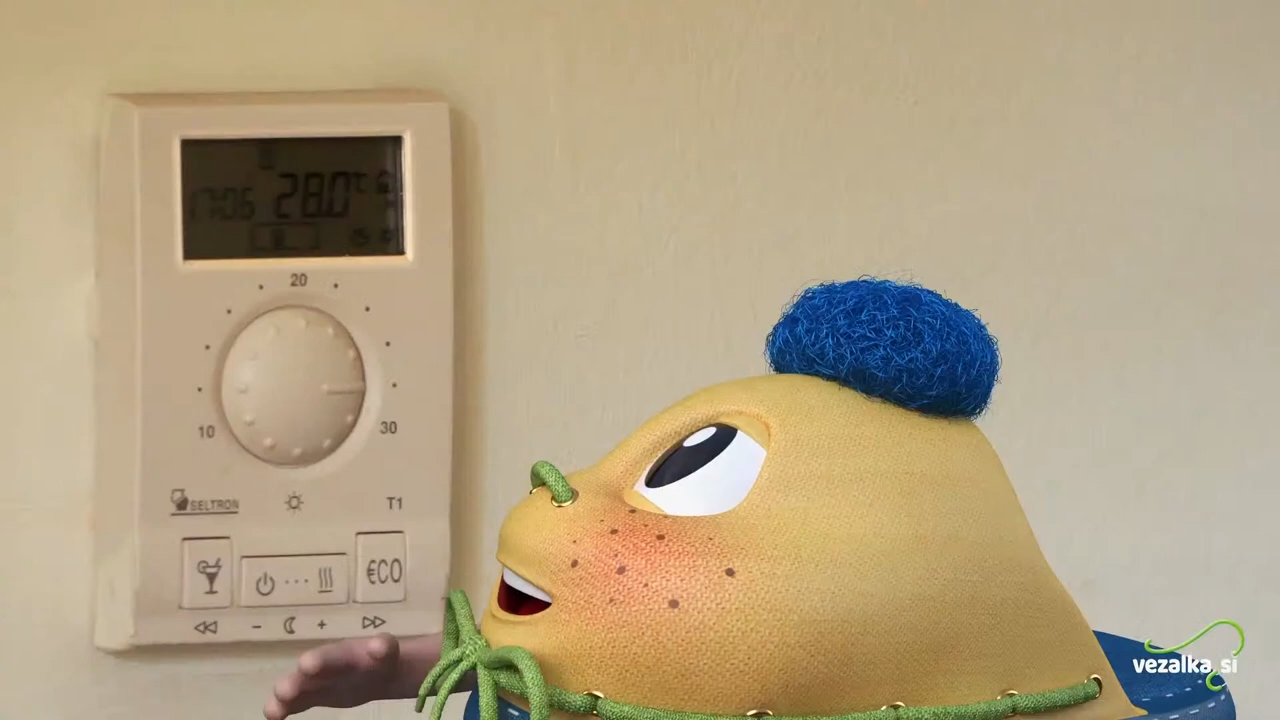 17:06 28.0°C
20
10 30
SELTRON T1
€CO
- +
vezalka.si